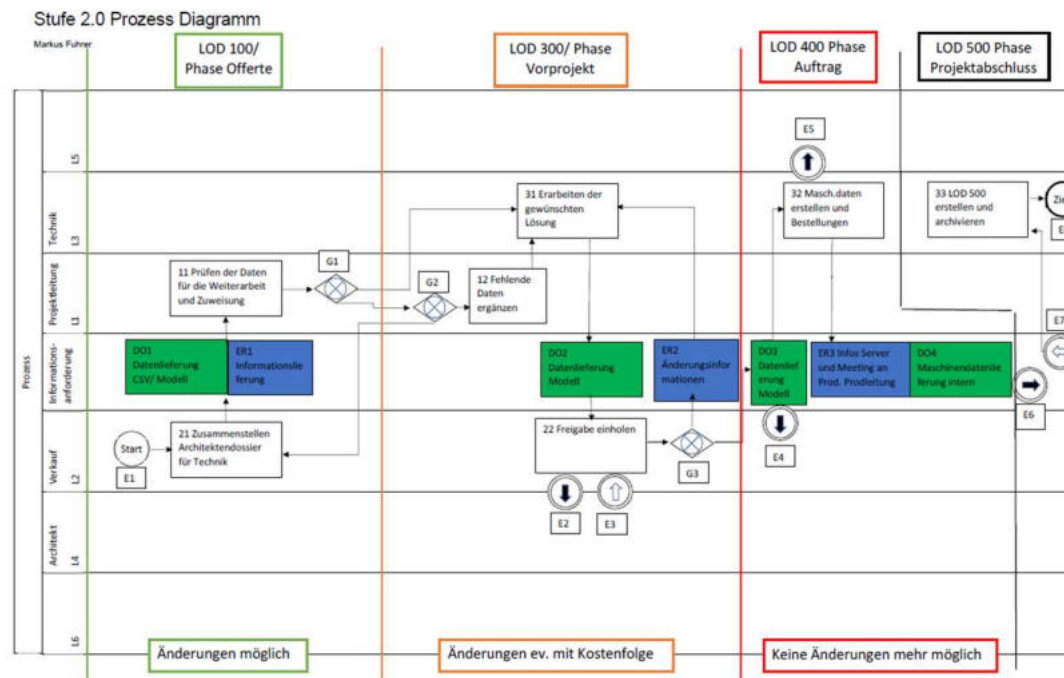 Stufe 2.0 Prozess Diagramm
Markus Fuhrer
LOD 100/
Phase Offerte
LOD 300/ Phase
Vorprojekt
LOD 400 Phase
Auftrag
LOD 500 Phase
Projektabschluss
Prozess
L5
E5
Technik
L3
31 Erarbeiten der
gewünschten
Lösung
32 Masch.daten
erstellen und
Bestellungen
33 LOD 500
erstellen und
archivieren
Projektleitung
L1
11 Prüfen der Daten
für die Weiterarbeit
und Zuweisung
G1
G2
12 Fehlende
Daten
ergänzen
E7
Informations-
anforderung
DO1
Datenlieferung
CSV/ Modell
ER1
Informationslie
ferung
DO2
Datenlieferung
Modell
ER2
Änderungsinfor
mationen
DO3
Datenlief
erung
Modell
ER3 Infos Server
und Meeting an
Prod. Prodleitung
DO4
Maschinendatenlie
ferung intern
E6
Verkauf
L2
Start
E1
21 Zusammenstellen
Architektendossier
für Technik
22 Freigabe einholen
G3
E4
Architekt
L4
E2
E3
L6
Änderungen möglich
Änderungen ev. mit Kostenfolge
Keine Änderungen mehr möglich